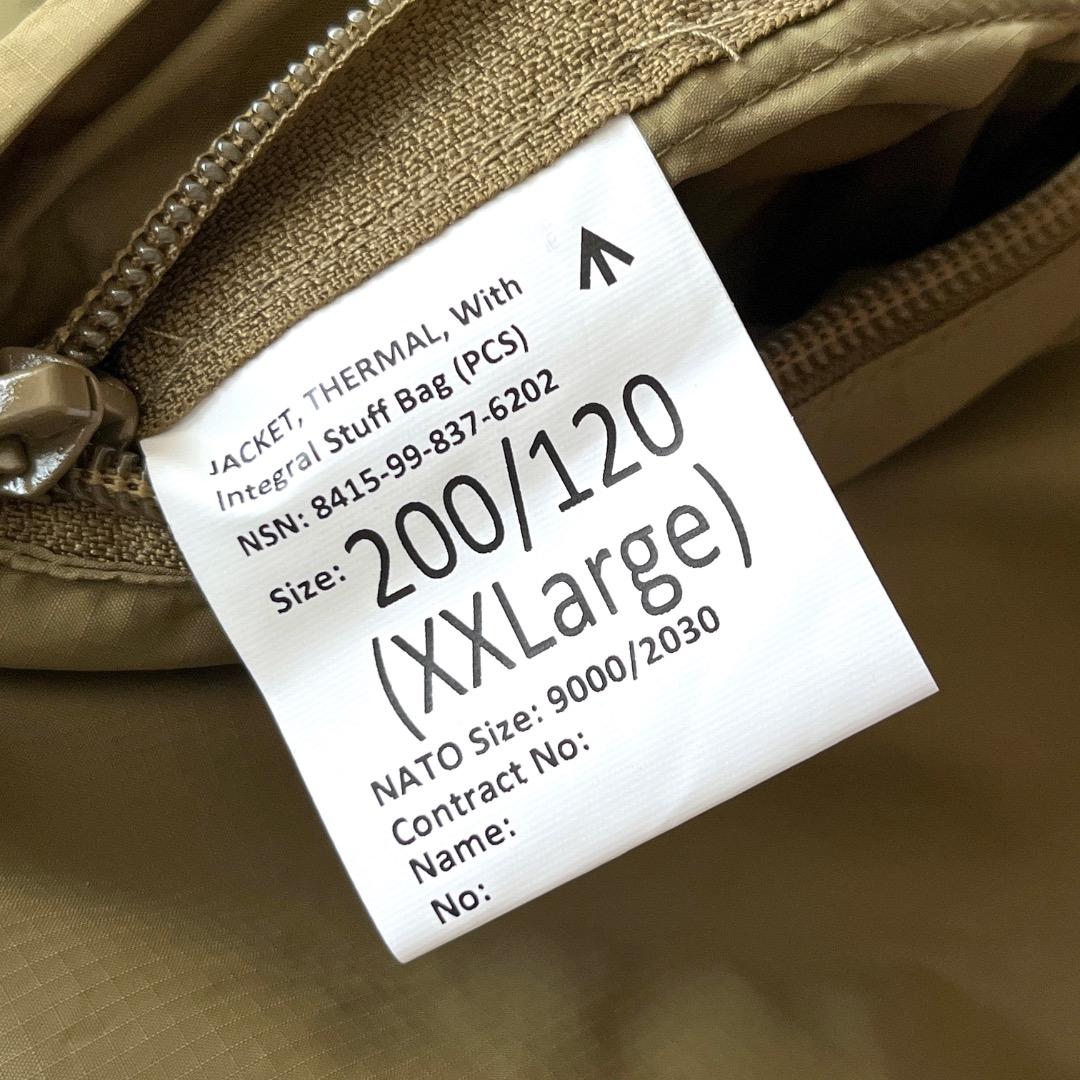 JACKET, THERMAL, With
Integral Stuff Bag (PCS)
NSN: 8415-99-837-6202
Size: 200/120
(XXLarge)
NATO Size: 9000/2030
Contract No:
Name:
No: